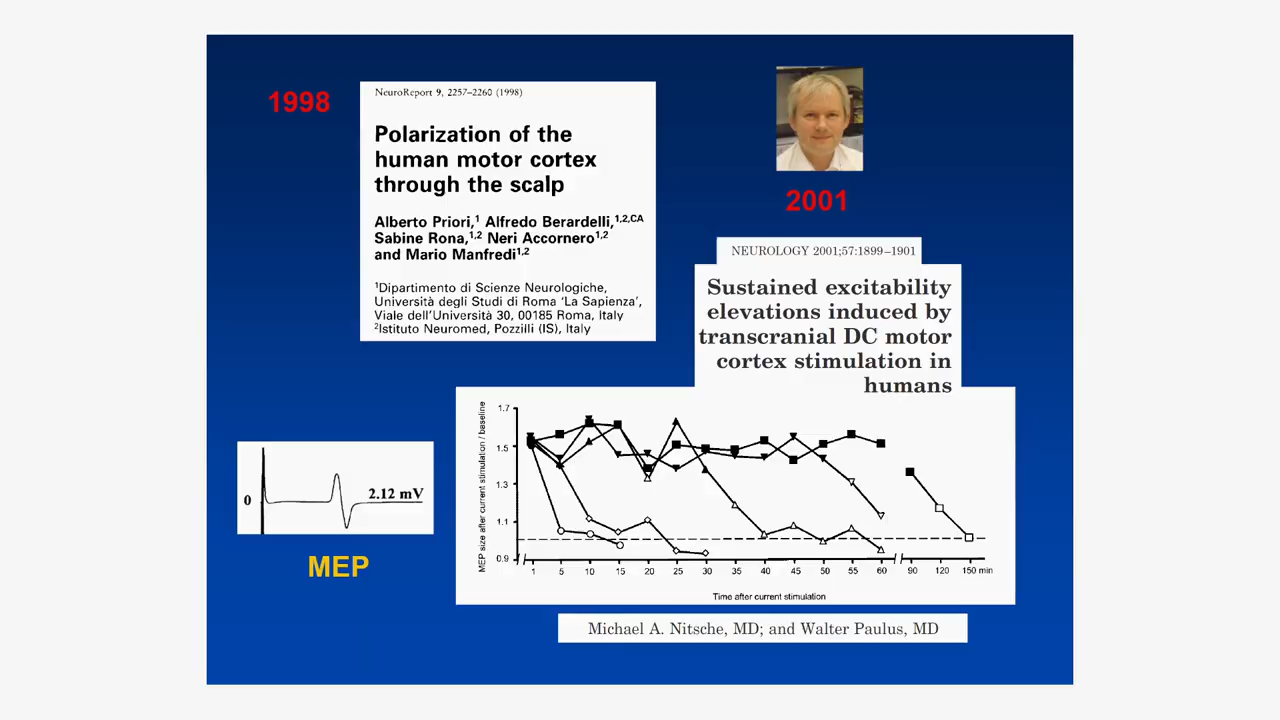 1998
NeuroReport 9, 2257–2260 (1998)
Polarization of the
human motor cortex
through the scalp
Alberto Priori,1 Alfredo Berardelli,1,2,CA
Sabine Rona,1,2 Neri Accornero1,2
and Mario Manfredi1,2
1Dipartimento di Scienze Neurologiche,
Università degli Studi di Roma 'La Sapienza',
Viale dell'Università 30, 00185 Roma, Italy
2Istituto Neuromed, Pozzilli (IS), Italy
2001
NEUROLOGY 2001;57:1899–1901
Sustained excitability
elevations induced by
transcranial DC motor
cortex stimulation in
humans
0
2.12 mV
MEP
MEP size after current stimulation / baseline
1.7
1.5
1.3
1.1
0.9
1 5 10 15 20 25 30 35 40 45 50 55 60 90 120 150 min
Time after current stimulation
Michael A. Nitsche, MD; and Walter Paulus, MD